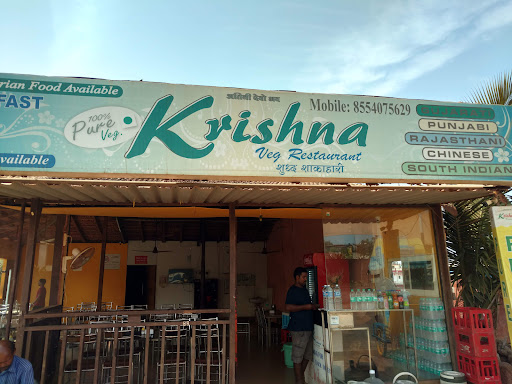 rian Food Available
FAST
Available
100%
Pure
Veg.
Krishna
Veg Restaurant
शुध्द शाकाहारी
Mobile: 8554075629
PUNJABI
RAJASTHANI
CHINESE
SOUTH INDIAN